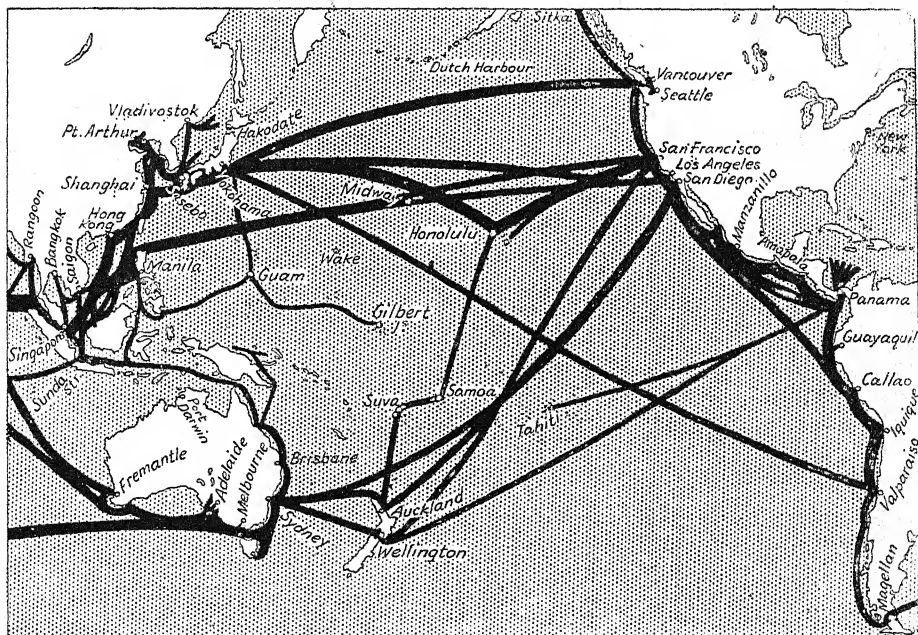 Sitka
Dutch Harbour
Vancouver
Seattle
Vladivostok
Hakodate
Pt. Arthur
New
York
San Francisco
Los Angeles
San Diego
Shanghai
Yokohama
Midway
Manzanillo
Hong
kong
Honolulu
Amapala
Rangoon
Bangkok
Saigon
Manila
Wake
Guam
Panama
Gilbert
Js.
Guayaquil
Singapore
Callao
Sunda
Str.
Samoa
Suva
Tahiti
Port
Darwin
Iquique
Brisbane
Valparaiso
Fremantle
Adelaide
Melbourne
Auckland
Sydney
Wellington
Magellan